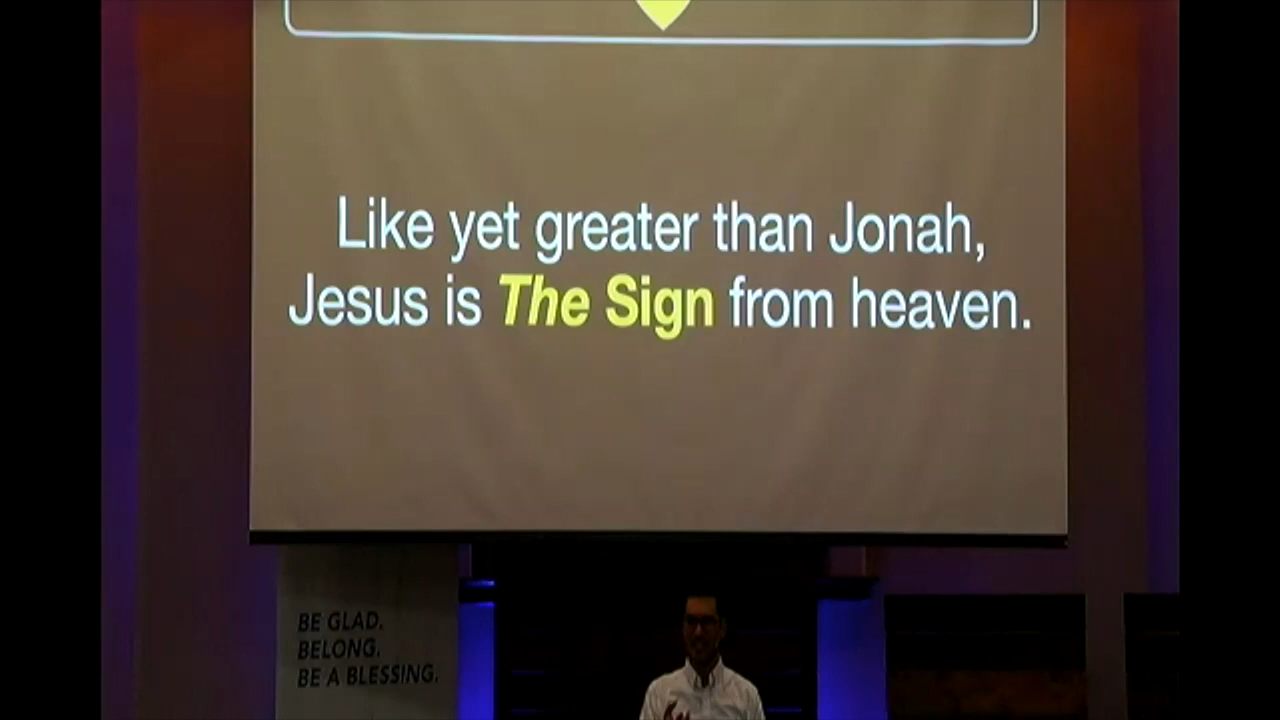 Like yet greater than Jonah,
Jesus is The Sign from heaven.
BE GLAD.
BELONG.
BE A BLESSING.